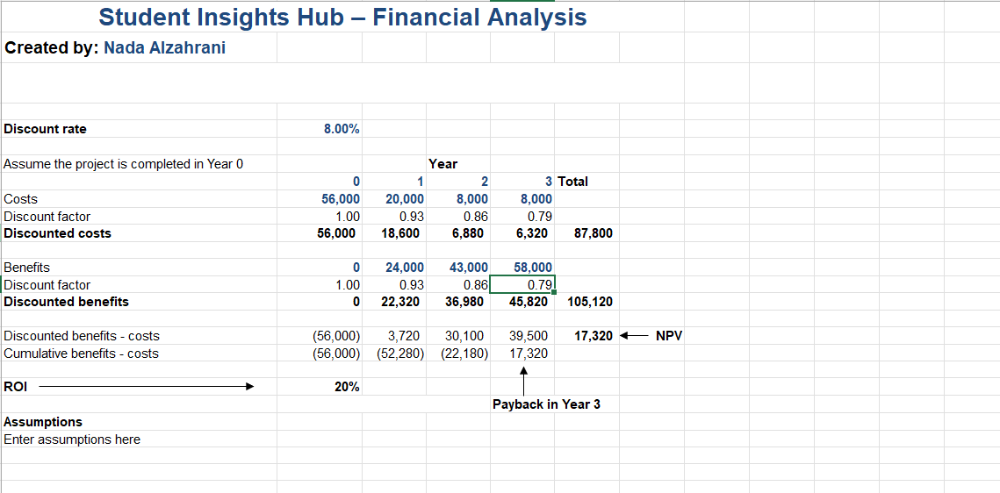 Student Insights Hub – Financial Analysis
Created by: Nada Alzahrani
Discount rate 8.00%
Assume the project is completed in Year 0 Year
0 1 2 3 Total
Costs 56,000 20,000 8,000 8,000
Discount factor 1.00 0.93 0.86 0.79
Discounted costs 56,000 18,600 6,880 6,320 87,800
Benefits 0 24,000 43,000 58,000
Discount factor 1.00 0.93 0.86 0.79
Discounted benefits 0 22,320 36,980 45,820 105,120
Discounted benefits - costs (56,000) 3,720 30,100 39,500 17,320 NPV
Cumulative benefits - costs (56,000) (52,280) (22,180) 17,320
ROI 20%
Payback in Year 3
Assumptions
Enter assumptions here